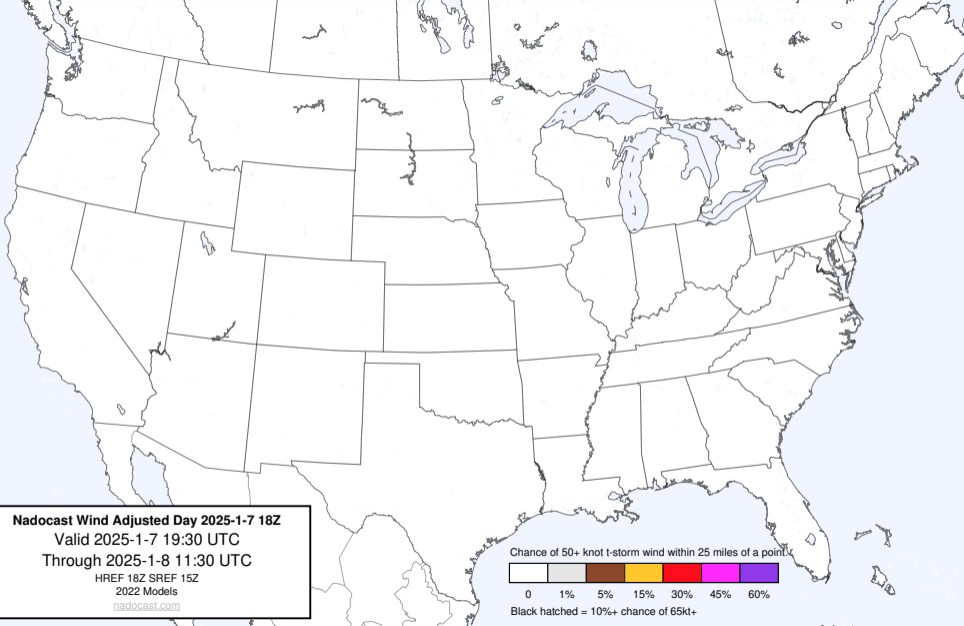 Nadocast Wind Adjusted Day 2025-1-7 18Z
Valid 2025-1-7 19:30 UTC
Through 2025-1-8 11:30 UTC
HREF 18Z SREF 15Z
2022 Models
nadocast.com
Chance of 50+ knot t-storm wind within 25 miles of a point.
0 1% 5% 15% 30% 45% 60%
Black hatched = 10%+ chance of 65kt+